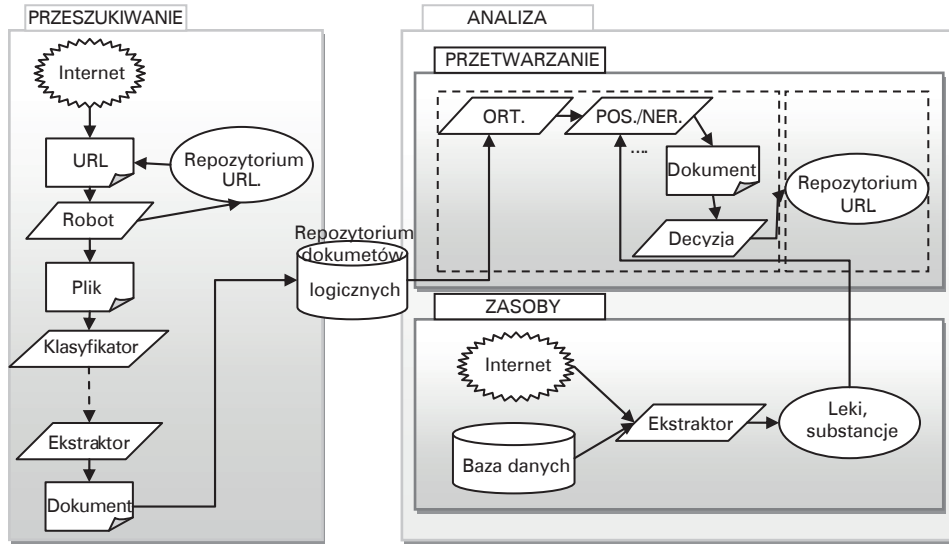 PRZESZUKIWANIE
Internet
URL
Repozytorium
URL.
Robot
Plik
Klasyfikator
Ekstraktor
Dokument
Repozytorium
dokumetów
logicznych
ANALIZA
PRZETWARZANIE
ORT.
POS./NER.
....
Dokument
Decyzja
Repozytorium
URL
ZASOBY
Internet
Baza danych
Ekstraktor
Leki,
substancje